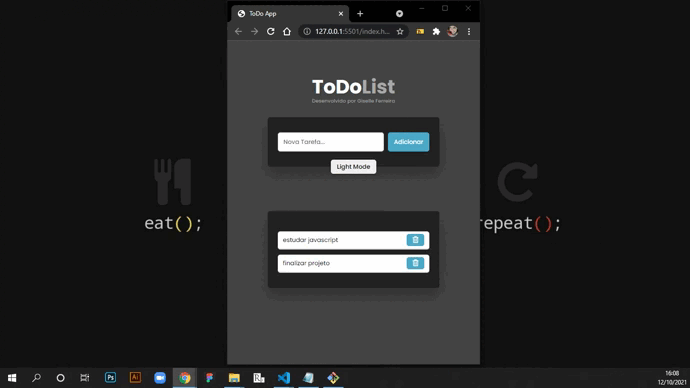 ToDo App
127.0.0.1:5501/index.h...
ToDoList
Desenvolvido por Giselle Ferreira
Nova Tarefa...
Adicionar
Light Mode
estudar javascript
finalizar projeto
eat();
repeat();
Ps
Ai
16:08
12/10/2021